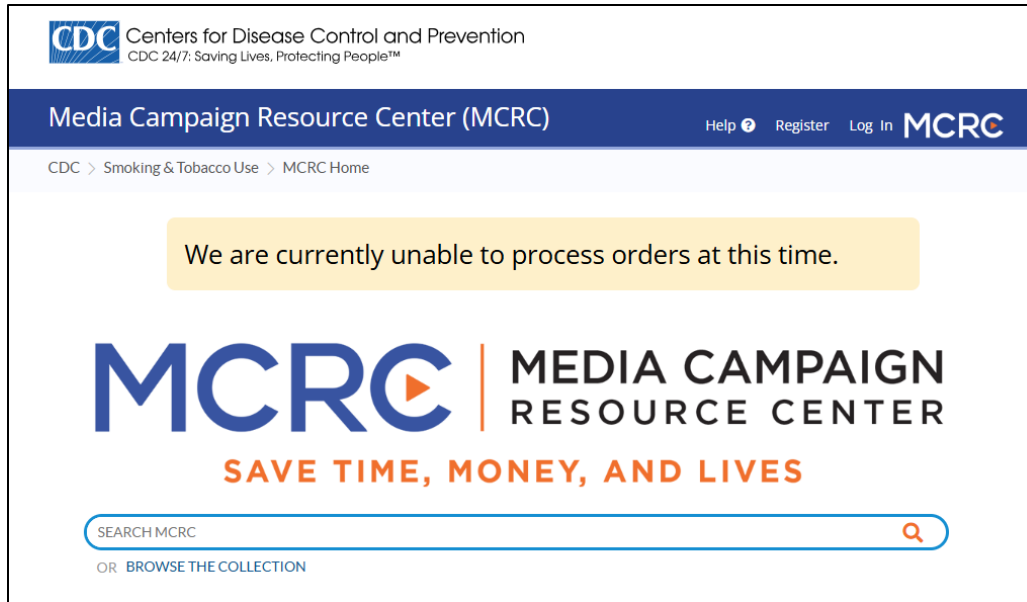 CDC Centers for Disease Control and Prevention
CDC 24/7: Saving Lives, Protecting People™
Media Campaign Resource Center (MCRC)
Help ? Register Log In MCRC
CDC > Smoking & Tobacco Use > MCRC Home
We are currently unable to process orders at this time.
MCRC | MEDIA CAMPAIGN
RESOURCE CENTER
SAVE TIME, MONEY, AND LIVES
SEARCH MCRC
OR BROWSE THE COLLECTION